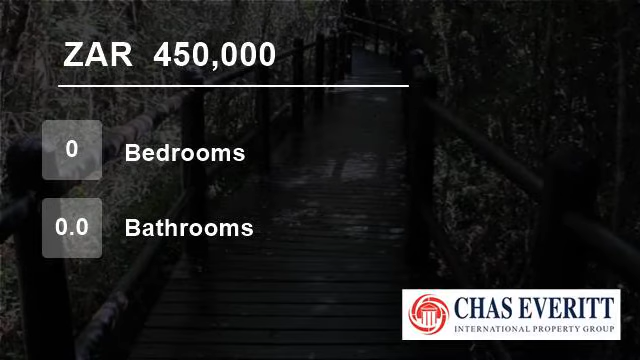 ZAR 450,000
0
Bedrooms
0.0
Bathrooms
CHAS EVERITT
INTERNATIONAL PROPERTY GROUP